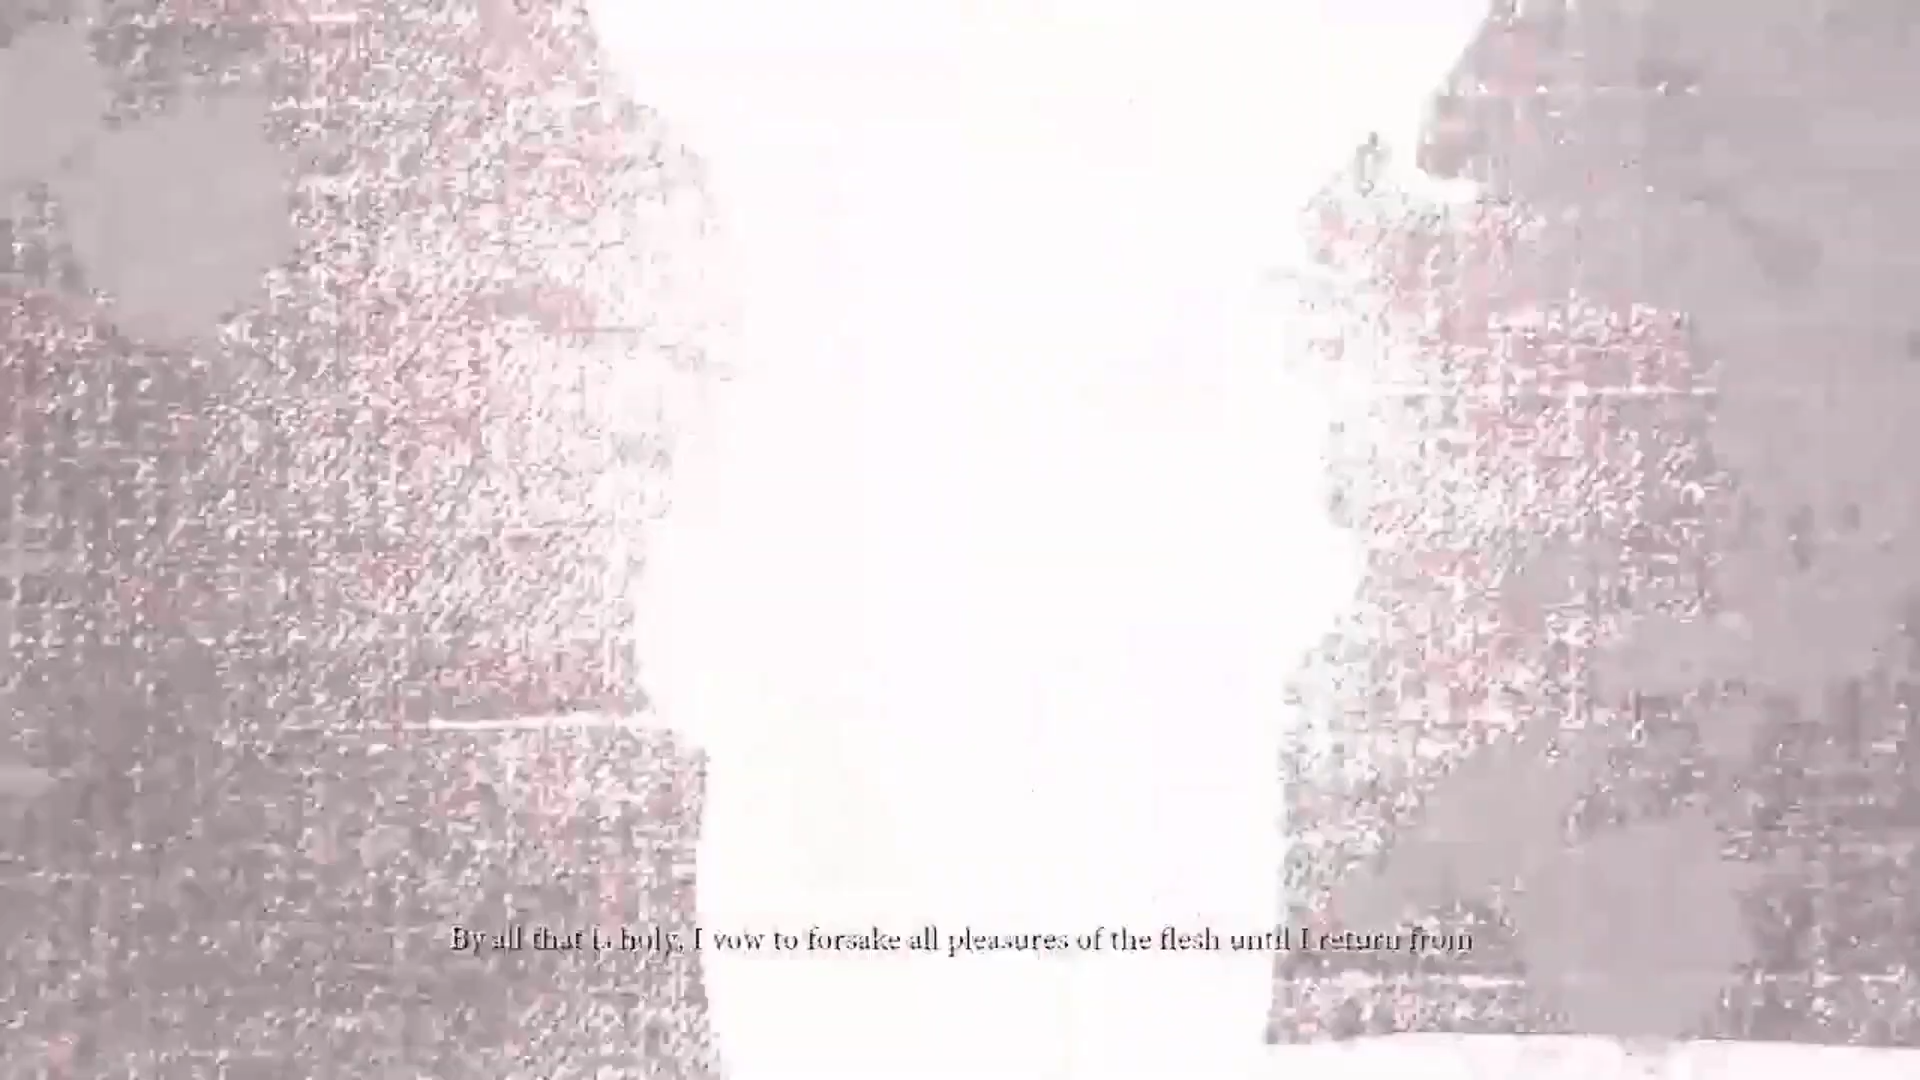 By all that is holy, I vow to forsake all pleasures of the flesh until I return from